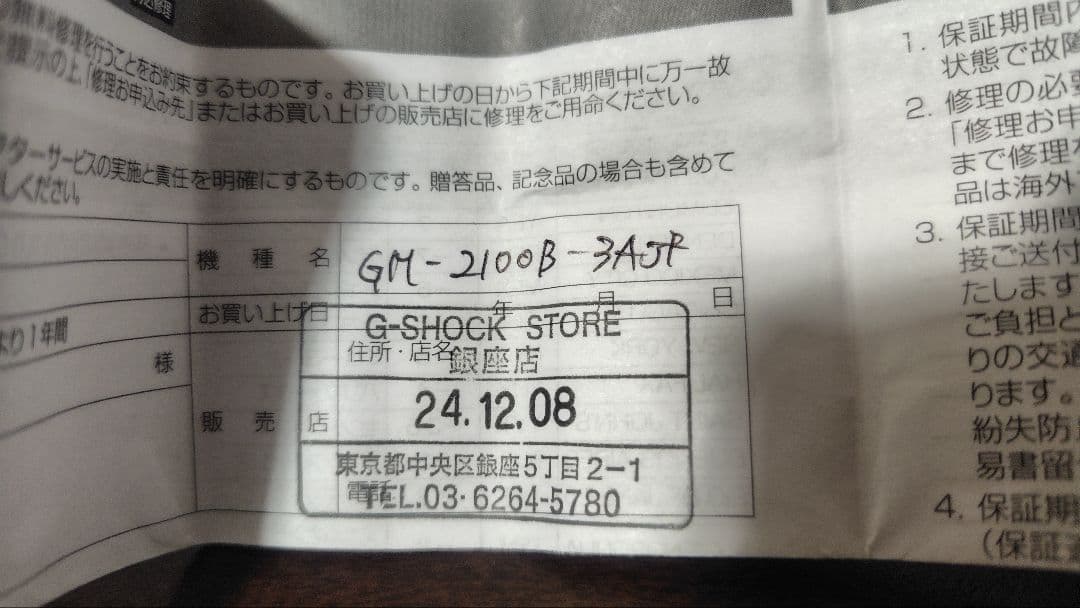 無料修理を行うことをお約束するものです。お買い上げの日から下記期間中に万一故
提示の上、「修理お申込み先」またはお買い上げの販売店に修理をご用命ください。
ターサービスの実施と責任を明確にするものです。贈答品、記念品の場合も含めて
しください。
機種名 GM-2100B-3AJR
お買い上げ日 年 月 日
より1年間
様
販売店
住所・店名
電話
G-SHOCK STORE
銀座店
24.12.08
東京都中央区銀座5丁目2-1
TEL.03-6264-5780
1. 保証期間内
状態で故障
2. 修理の必要
「修理お申
まで修理を
品は海外
3. 保証期間
接ご送付
たします
ご負担と
りの交通
ります。
紛失防
易書留
4. 保証期
(保証